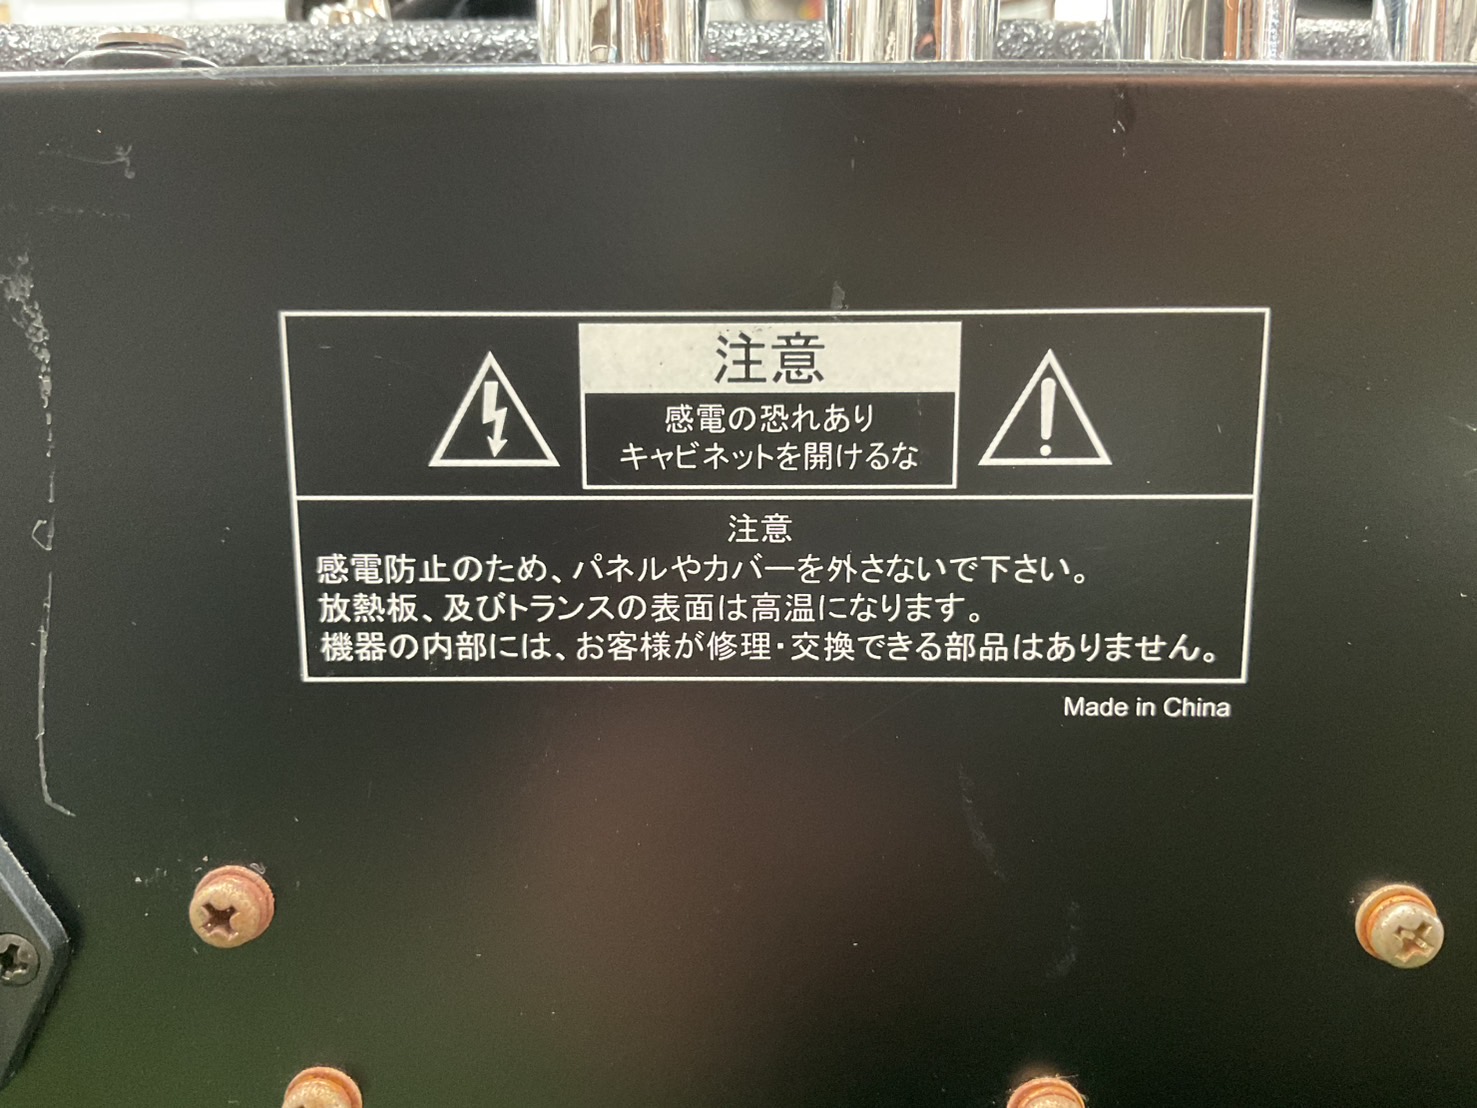 注意
感電の恐れあり
キャビネットを開けるな
注意
感電防止のため、パネルやカバーを外さないで下さい。
放熱板、及びトランスの表面は高温になります。
機器の内部には、お客様が修理・交換できる部品はありません。
Made in China